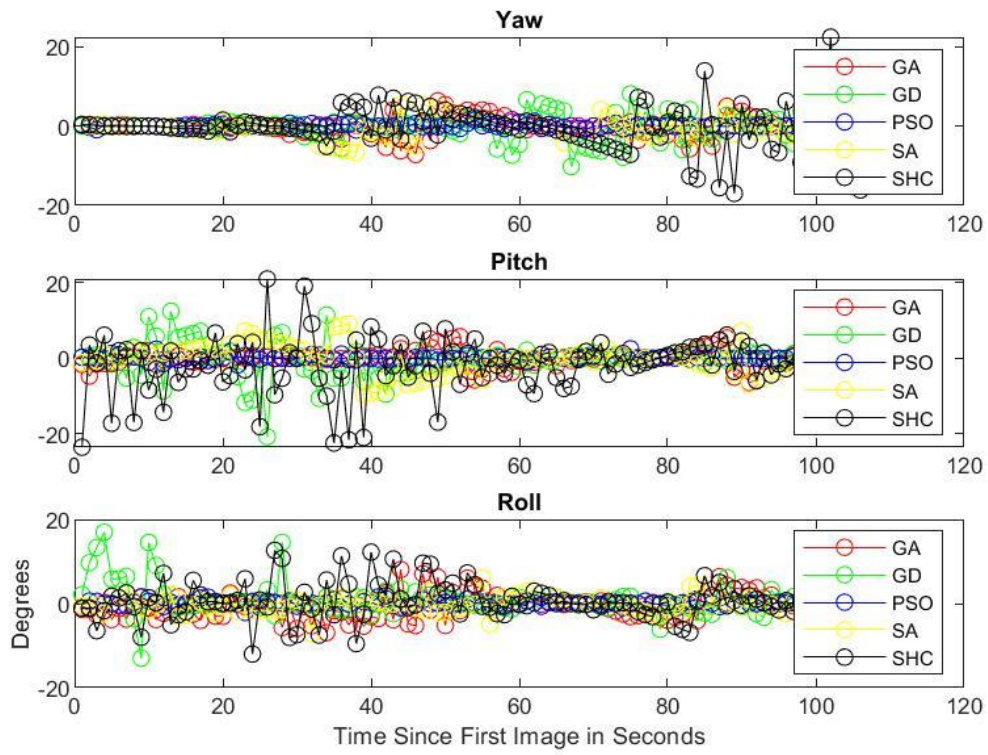 Yaw
20
0
-20
0 20 40 60 80 100 120
GA
GD
PSO
SA
SHC
Pitch
20
0
-20
0 20 40 60 80 100 120
GA
GD
PSO
SA
SHC
Roll
20
0
-20
0 20 40 60 80 100 120
GA
GD
PSO
SA
SHC
Degrees
Time Since First Image in Seconds